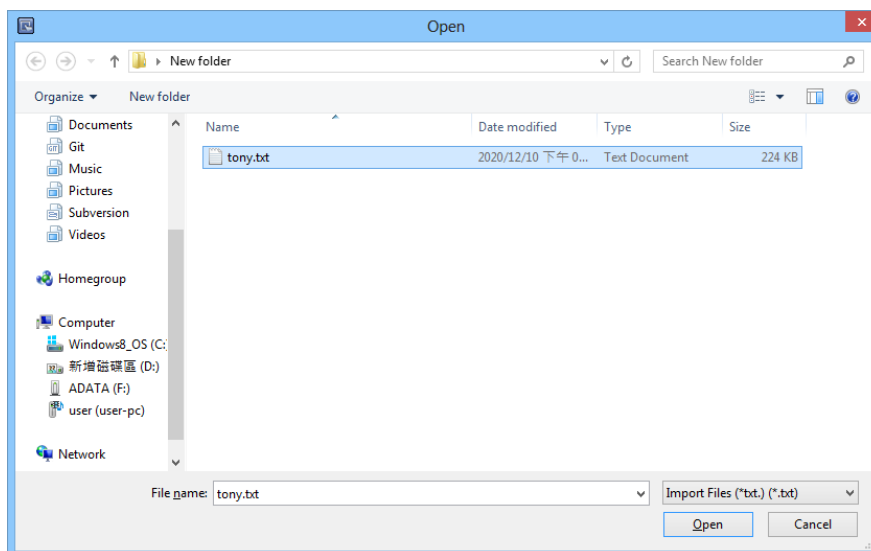 Open
New folder
Search New folder
Organize
New folder
Documents
Git
Music
Pictures
Subversion
Videos
Homegroup
Computer
Windows8_OS (C:
新增磁碟區 (D:)
ADATA (F:)
user (user-pc)
Network
Name Date modified Type Size
tony.txt 2020/12/10 下午 0... Text Document 224 KB
File name: tony.txt
Import Files (*txt.) (*.txt)
Open Cancel